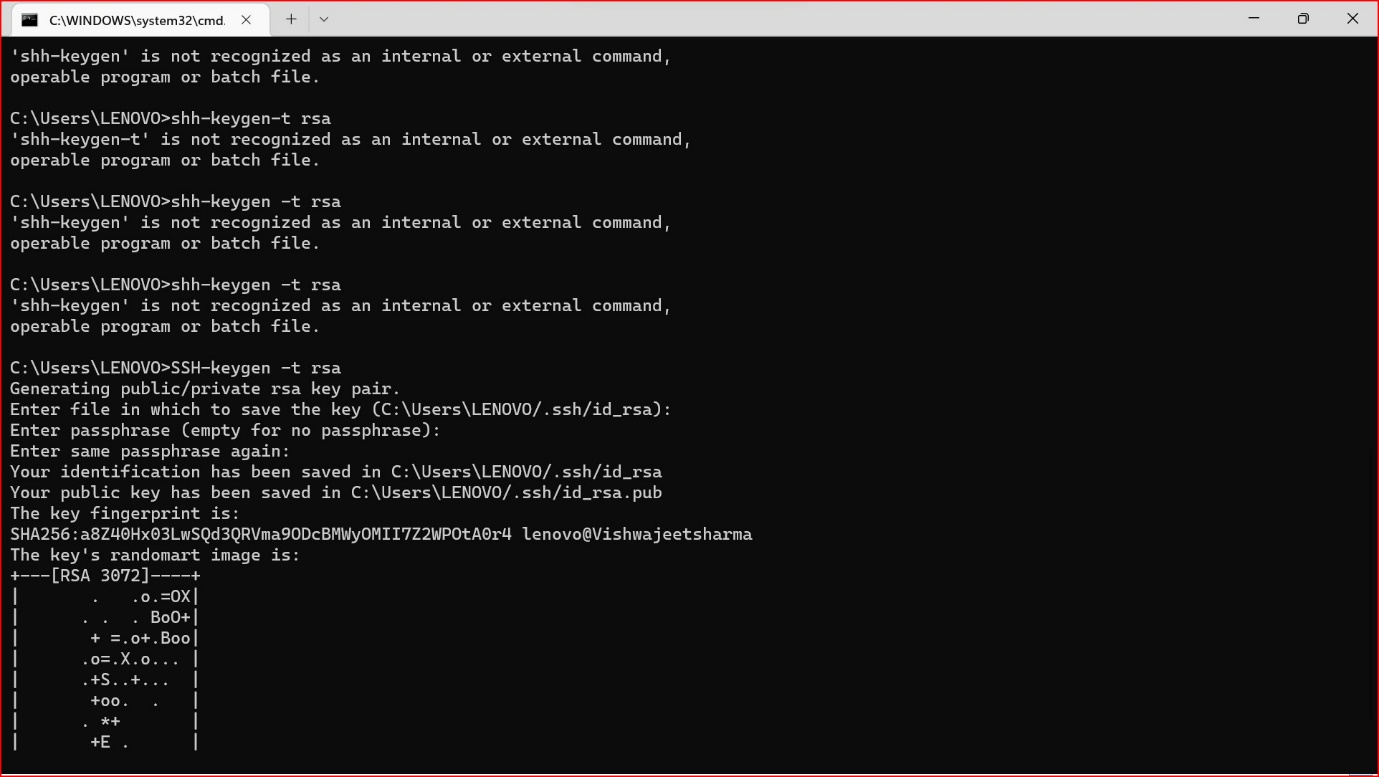 C:\WINDOWS\system32\cmd.
'shh-keygen' is not recognized as an internal or external command,
operable program or batch file.
C:\Users\LENOVO>shh-keygen-t rsa
'shh-keygen-t' is not recognized as an internal or external command,
operable program or batch file.
C:\Users\LENOVO>shh-keygen -t rsa
'shh-keygen' is not recognized as an internal or external command,
operable program or batch file.
C:\Users\LENOVO>shh-keygen -t rsa
'shh-keygen' is not recognized as an internal or external command,
operable program or batch file.
C:\Users\LENOVO>SSH-keygen -t rsa
Generating public/private rsa key pair.
Enter file in which to save the key (C:\Users\LENOVO/.ssh/id_rsa):
Enter passphrase (empty for no passphrase):
Enter same passphrase again:
Your identification has been saved in C:\Users\LENOVO/.ssh/id_rsa
Your public key has been saved in C:\Users\LENOVO/.ssh/id_rsa.pub
The key fingerprint is:
SHA256:a8Z40Hx03LwSQd3QRVma9ODcBMWyOMII7Z2WPOtA0r4 lenovo@Vishwajeetsharma
The key's randomart image is:
+---[RSA 3072]----+
|       .   .o.=OX|
|      . .  . BoO+|
|       + =.o+.Boo|
|      .o=.X.o... |
|      .+S..+...  |
|       +oo.  .   |
|      . *+       |
|       +E .      |